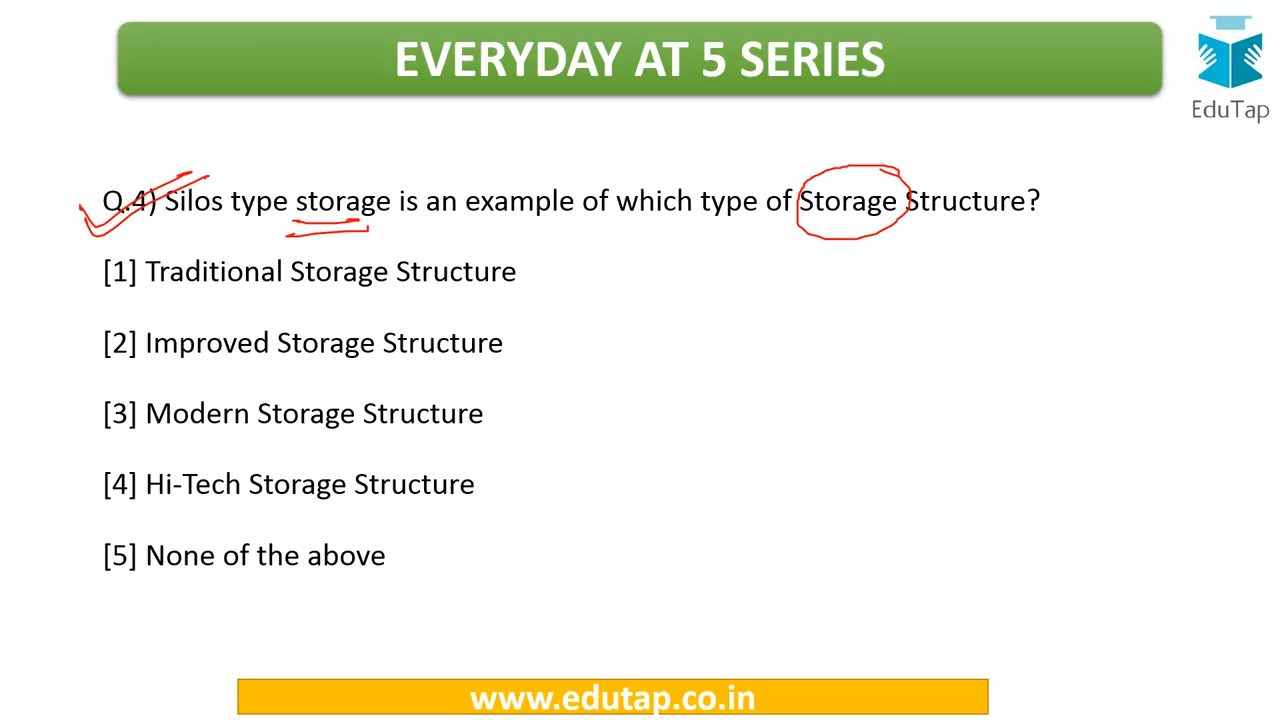 EVERYDAY AT 5 SERIES
EduTap
Q.4) Silos type storage is an example of which type of Storage Structure?
[1] Traditional Storage Structure
[2] Improved Storage Structure
[3] Modern Storage Structure
[4] Hi-Tech Storage Structure
[5] None of the above
www.edutap.co.in